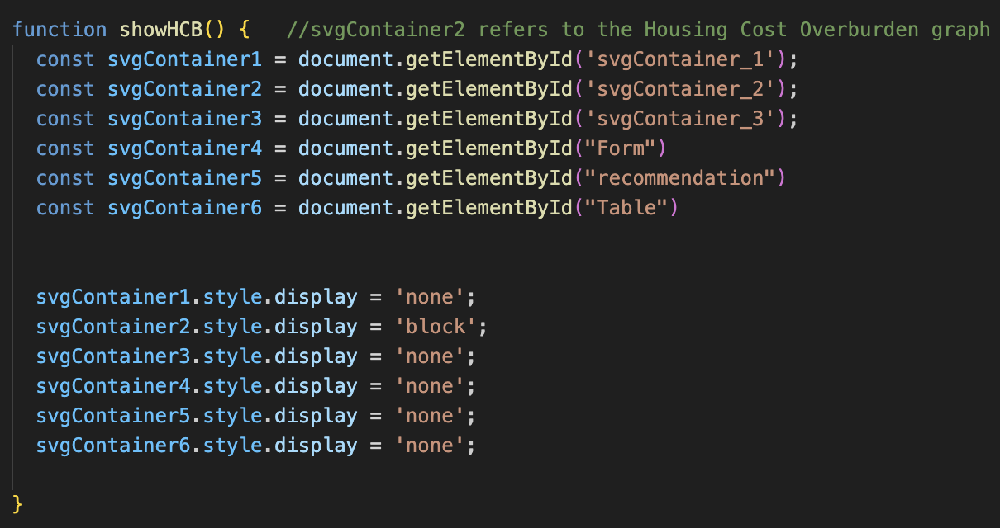 function showHCB() {   //svgContainer2 refers to the Housing Cost Overburden graph
  const svgContainer1 = document.getElementById('svgContainer_1');
  const svgContainer2 = document.getElementById('svgContainer_2');
  const svgContainer3 = document.getElementById('svgContainer_3');
  const svgContainer4 = document.getElementById("Form")
  const svgContainer5 = document.getElementById("recommendation")
  const svgContainer6 = document.getElementById("Table")
  svgContainer1.style.display = 'none';
  svgContainer2.style.display = 'block';
  svgContainer3.style.display = 'none';
  svgContainer4.style.display = 'none';
  svgContainer5.style.display = 'none';
  svgContainer6.style.display = 'none';
}